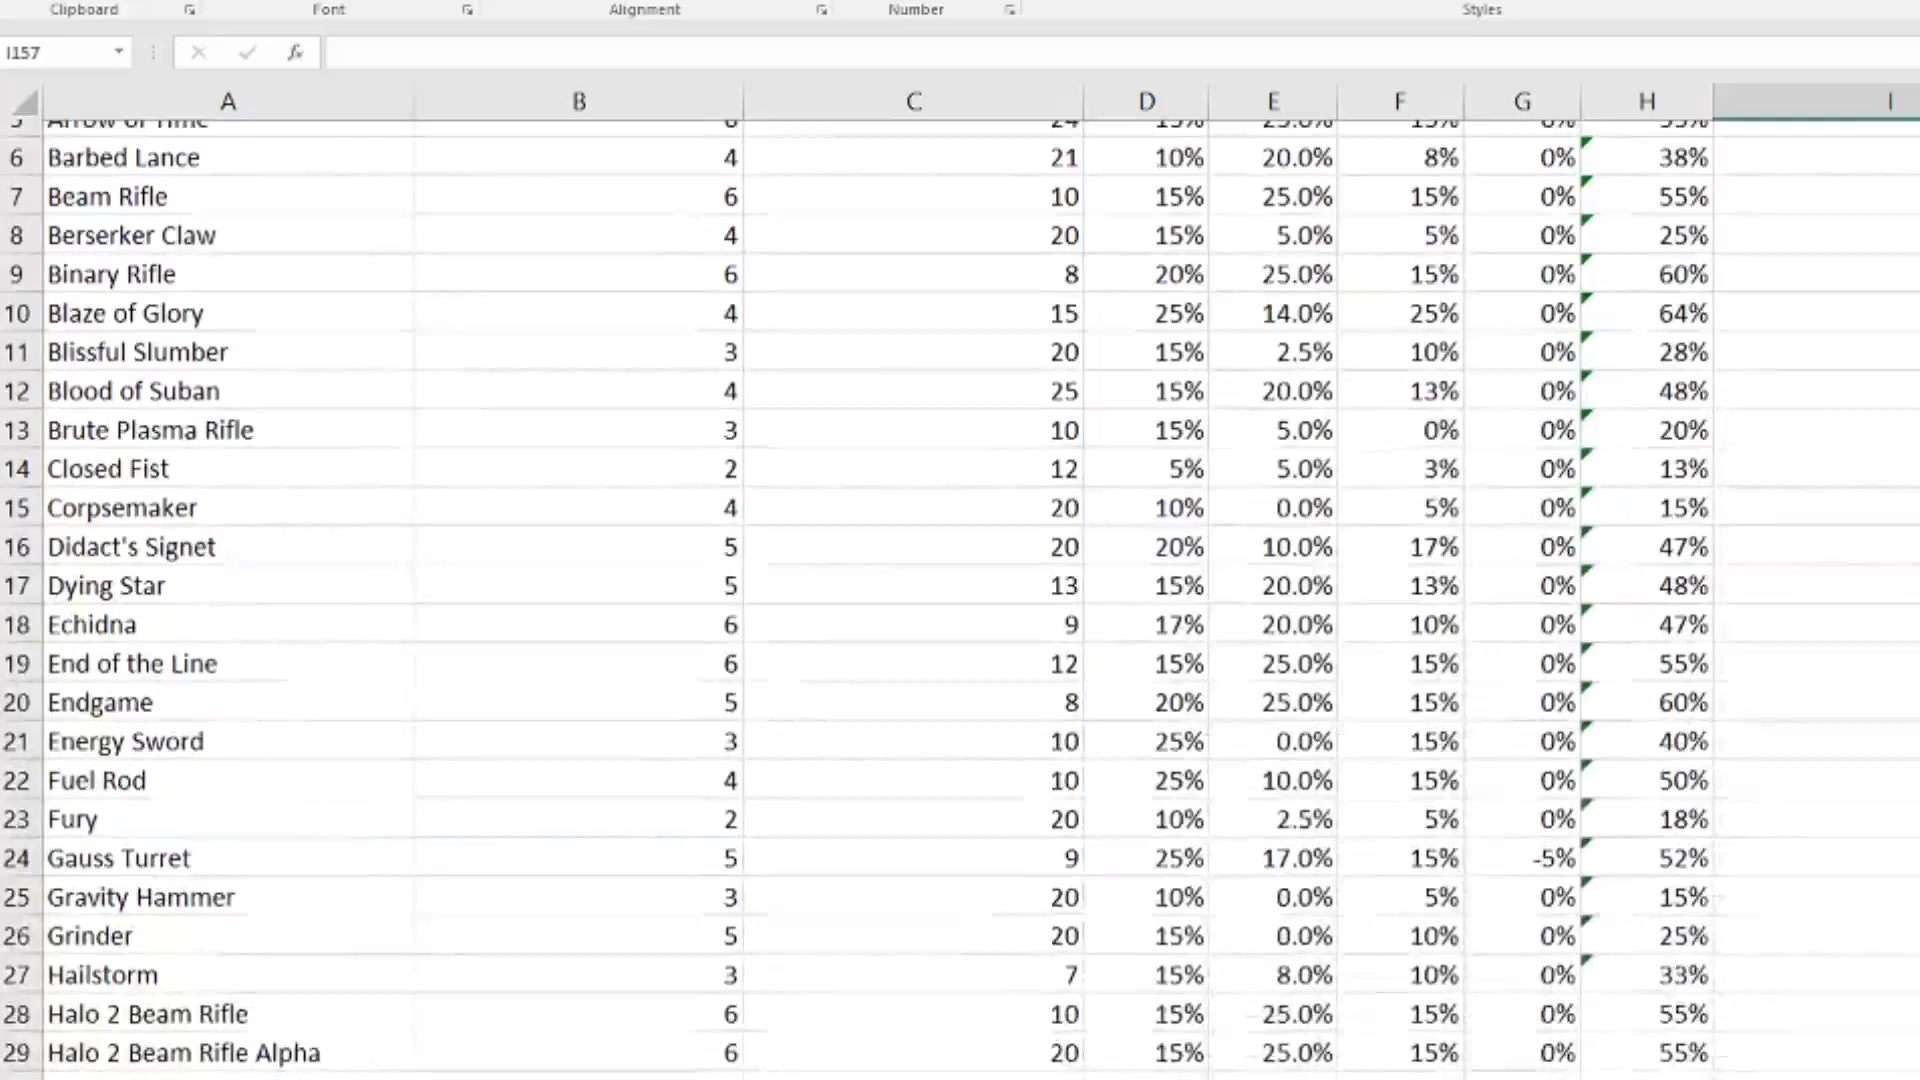 Clipboard Font Alignment Number Styles
I157 fx
A B C D E F G H I
6 Barbed Lance 4 21 10% 20.0% 8% 0% 38%
7 Beam Rifle 6 10 15% 25.0% 15% 0% 55%
8 Berserker Claw 4 20 15% 5.0% 5% 0% 25%
9 Binary Rifle 6 8 20% 25.0% 15% 0% 60%
10 Blaze of Glory 4 15 25% 14.0% 25% 0% 64%
11 Blissful Slumber 3 20 15% 2.5% 10% 0% 28%
12 Blood of Suban 4 25 15% 20.0% 13% 0% 48%
13 Brute Plasma Rifle 3 10 15% 5.0% 0% 0% 20%
14 Closed Fist 2 12 5% 5.0% 3% 0% 13%
15 Corpsemaker 4 20 10% 0.0% 5% 0% 15%
16 Didact's Signet 5 20 20% 10.0% 17% 0% 47%
17 Dying Star 5 13 15% 20.0% 13% 0% 48%
18 Echidna 6 9 17% 20.0% 10% 0% 47%
19 End of the Line 6 12 15% 25.0% 15% 0% 55%
20 Endgame 5 8 20% 25.0% 15% 0% 60%
21 Energy Sword 3 10 25% 0.0% 15% 0% 40%
22 Fuel Rod 4 10 25% 10.0% 15% 0% 50%
23 Fury 2 20 10% 2.5% 5% 0% 18%
24 Gauss Turret 5 9 25% 17.0% 15% -5% 52%
25 Gravity Hammer 3 20 10% 0.0% 5% 0% 15%
26 Grinder 5 20 15% 0.0% 10% 0% 25%
27 Hailstorm 3 7 15% 8.0% 10% 0% 33%
28 Halo 2 Beam Rifle 6 10 15% 25.0% 15% 0% 55%
29 Halo 2 Beam Rifle Alpha 6 20 15% 25.0% 15% 0% 55%